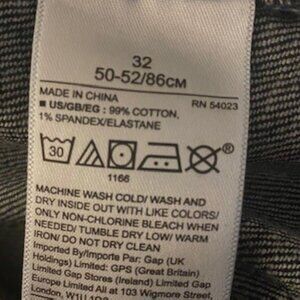 32
50-52/86CM
MADE IN CHINA RN 54023
■ US/GB/EG : 99% COTTON,
1% SPANDEX/ELASTANE
30
®
1166
MACHINE WASH COLD/ WASH AND
DRY INSIDE OUT WITH LIKE COLORS/
ONLY NON-CHLORINE BLEACH WHEN
NEEDED/ TUMBLE DRY LOW/ WARM
IRON/ DO NOT DRY CLEAN
Imported By/Importe Par: Gap (UK
Holdings) Limited: GPS (Great Britain)
Limited Gap Stores (Ireland) Limited Gap
Europe Limited All at 103 Wigmore Street,
London, W1U